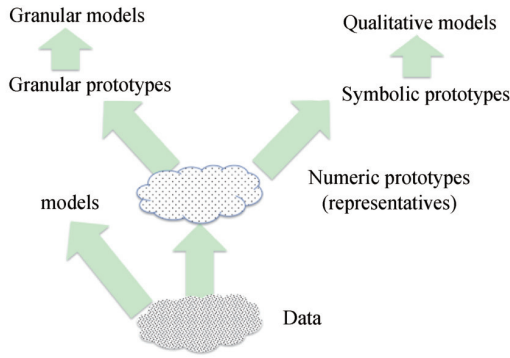 Granular models
Qualitative models
Granular prototypes
Symbolic prototypes
Numeric prototypes
(representatives)
models
Data